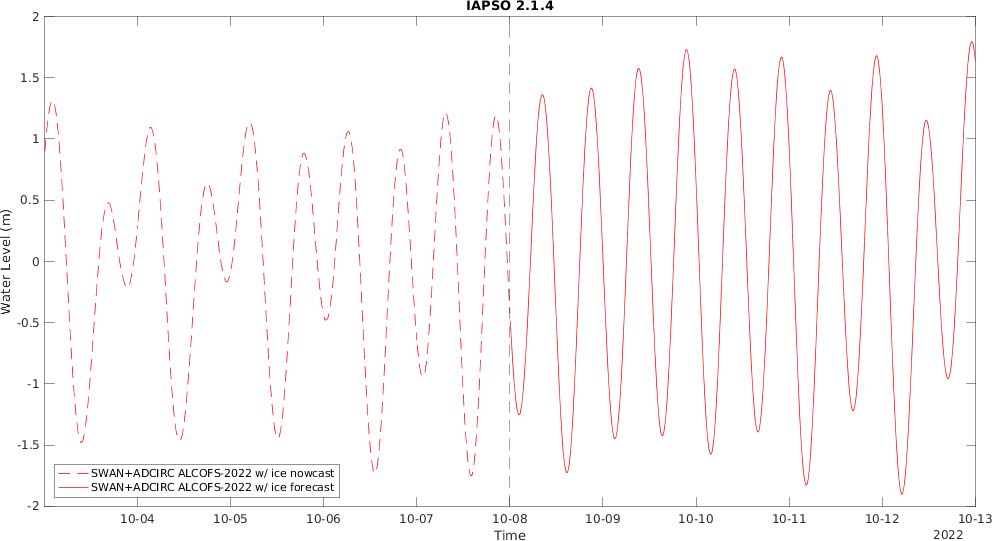 IAPSO 2.1.4
Water Level (m)
2
1.5
1
0.5
0
-0.5
-1
-1.5
-2
SWAN+ADCIRC ALCOFS-2022 w/ ice nowcast
SWAN+ADCIRC ALCOFS-2022 w/ ice forecast
10-04 10-05 10-06 10-07 10-08 10-09 10-10 10-11 10-12 10-13
Time
2022